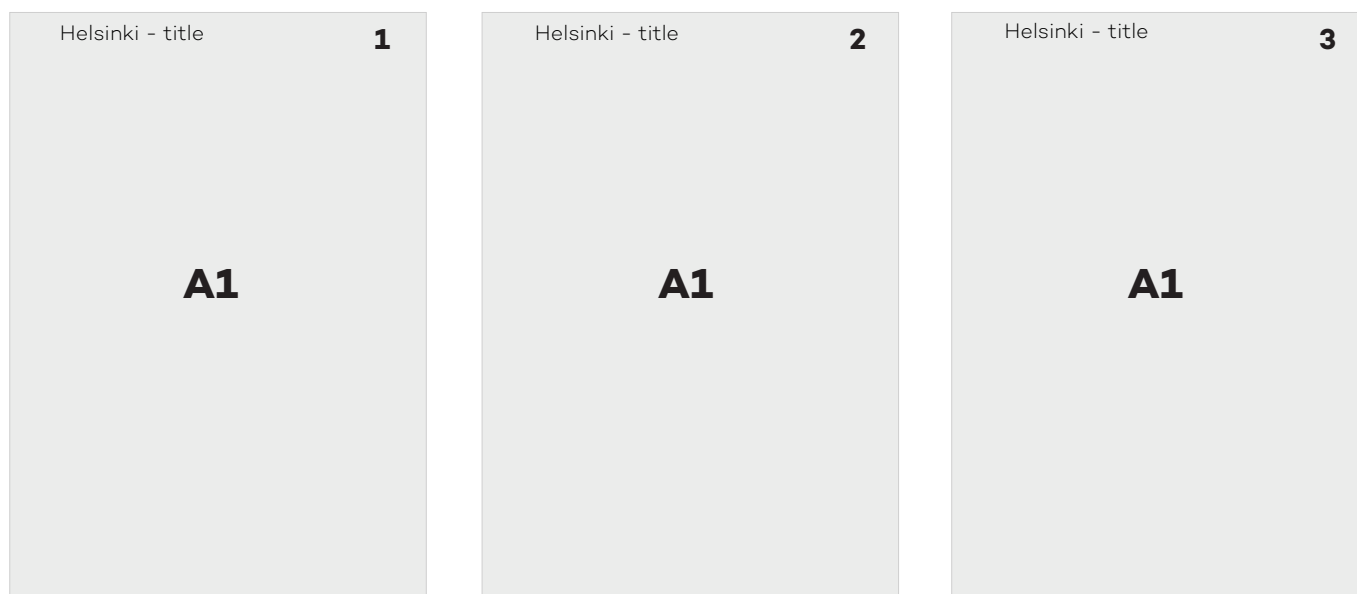 Helsinki - title 1
A1
Helsinki - title 2
A1
Helsinki - title 3
A1